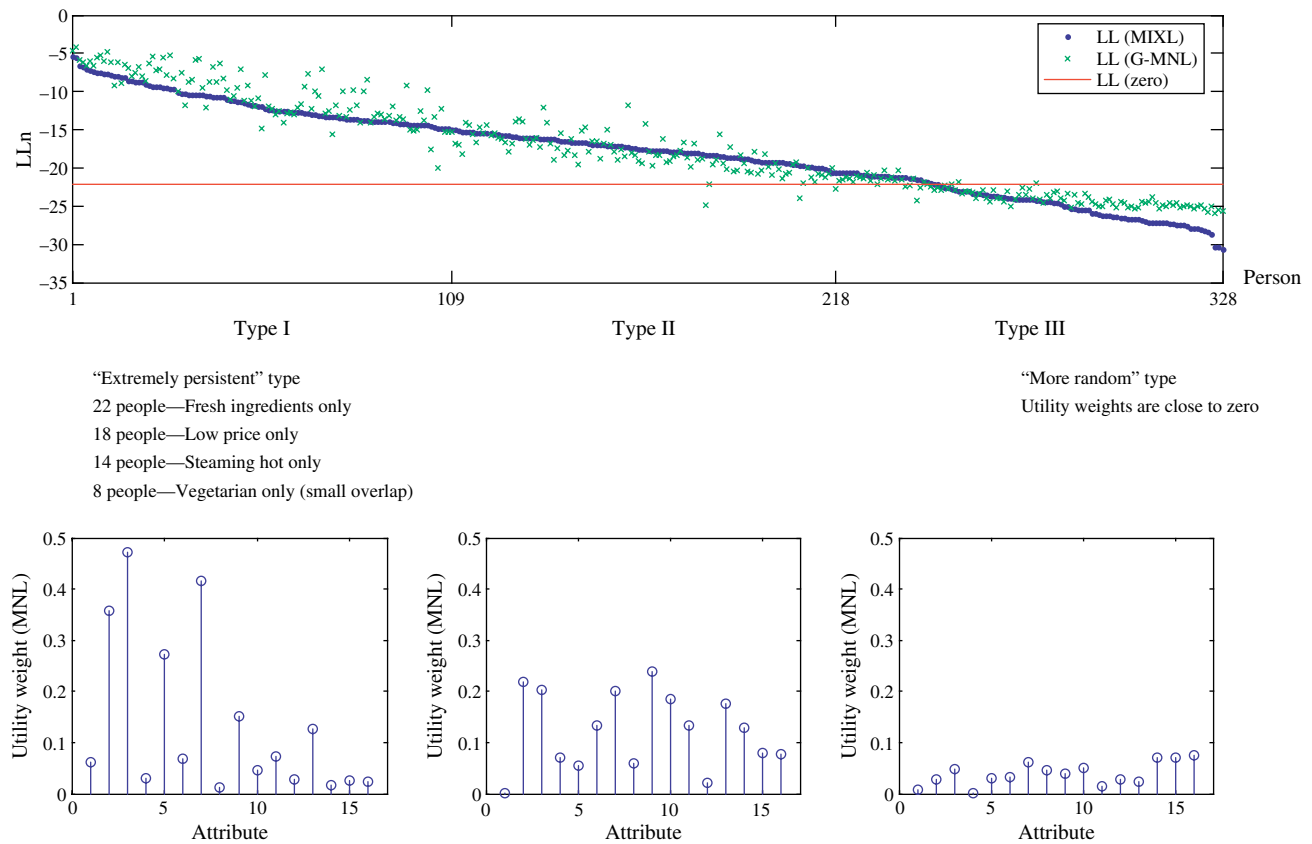 0
−5
−10
−15
−20
−25
−30
−35
LLn
LL (MIXL)
LL (G-MNL)
LL (zero)
1
109
218
328
Person
Type I
Type II
Type III
“Extremely persistent” type
22 people—Fresh ingredients only
18 people—Low price only
14 people—Steaming hot only
8 people—Vegetarian only (small overlap)
“More random” type
Utility weights are close to zero
0.5
0.4
0.3
0.2
0.1
0
Utility weight (MNL)
0 5 10 15
Attribute
0.5
0.4
0.3
0.2
0.1
0
Utility weight (MNL)
0 5 10 15
Attribute
0.5
0.4
0.3
0.2
0.1
0
Utility weight (MNL)
0 5 10 15
Attribute